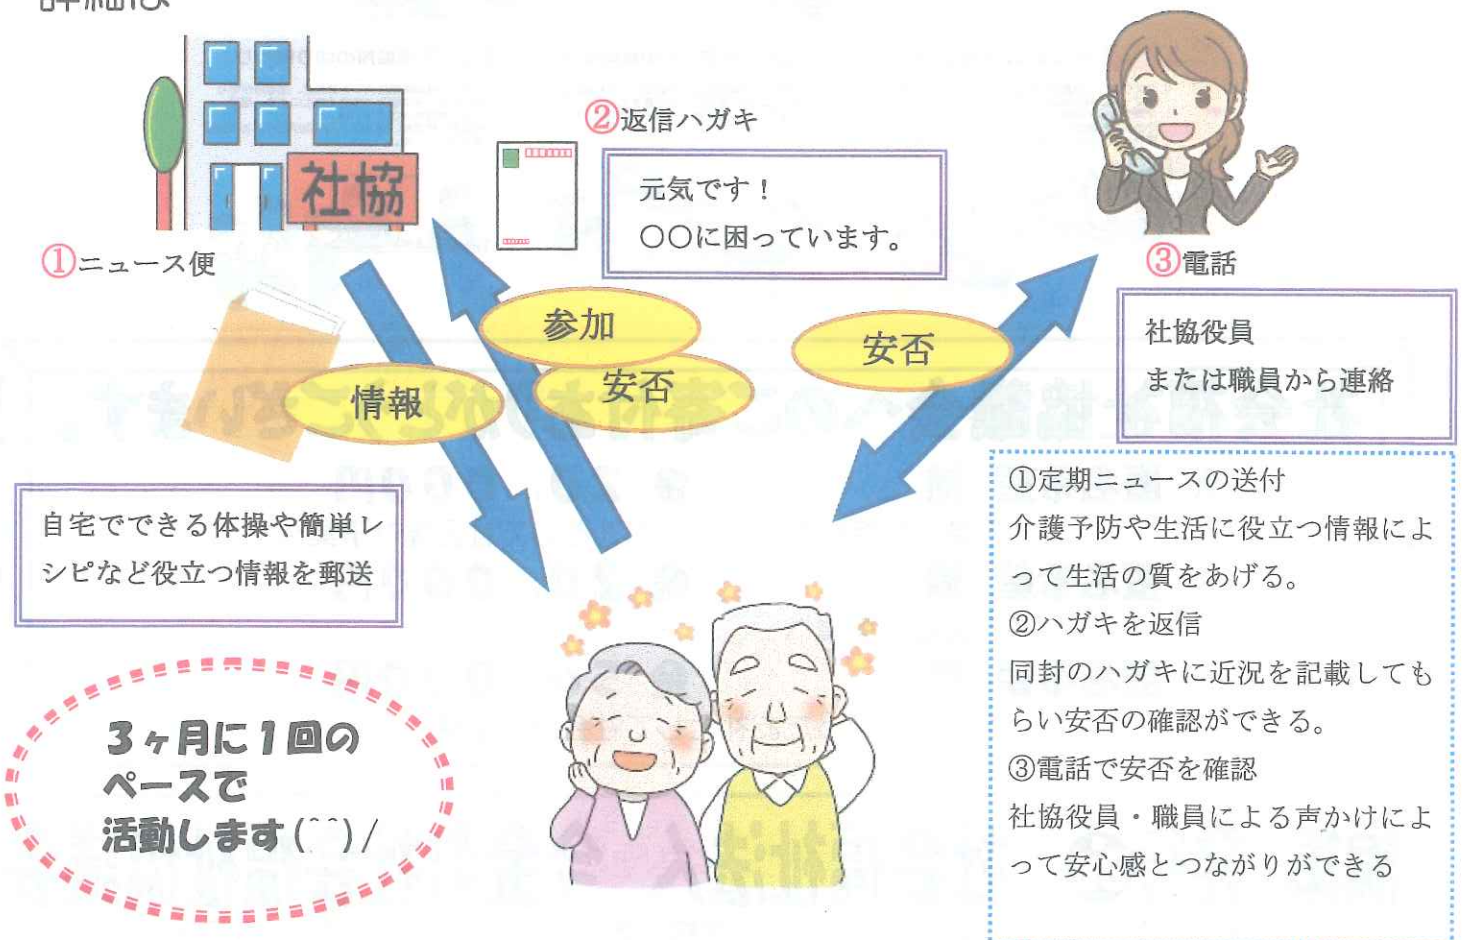 詳細は
社協
①ニュース便
②返信ハガキ
元気です！
〇〇に困っています。
③電話
社協役員
または職員から連絡
参加
安否
情報
安否
自宅でできる体操や簡単レ
シピなど役立つ情報を郵送
3ヶ月に1回の
ペースで
活動します(^^)/
①定期ニュースの送付
介護予防や生活に役立つ情報によ
って生活の質をあげる。
②ハガキを返信
同封のハガキに近況を記載しても
らい安否の確認ができる。
③電話で安否を確認
社協役員・職員による声かけによ
って安心感とつながりができる